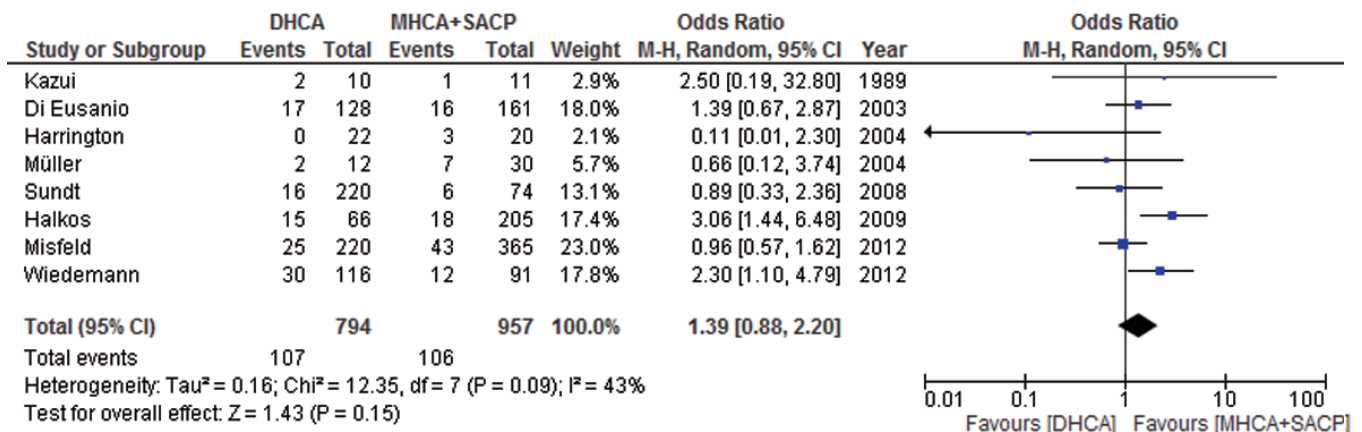 DHCA MHCA+SACP Odds Ratio Odds Ratio
Study or Subgroup Events Total Events Total Weight M-H, Random, 95% CI Year M-H, Random, 95% CI
Kazui 2 10 1 11 2.9% 2.50 [0.19, 32.80] 1989
Di Eusanio 17 128 16 161 18.0% 1.39 [0.67, 2.87] 2003
Harrington 0 22 3 20 2.1% 0.11 [0.01, 2.30] 2004
Müller 2 12 7 30 5.7% 0.66 [0.12, 3.74] 2004
Sundt 16 220 6 74 13.1% 0.89 [0.33, 2.36] 2008
Halkos 15 66 18 205 17.4% 3.06 [1.44, 6.48] 2009
Misfeld 25 220 43 365 23.0% 0.96 [0.57, 1.62] 2012
Wiedemann 30 116 12 91 17.8% 2.30 [1.10, 4.79] 2012
Total (95% CI) 794 957 100.0% 1.39 [0.88, 2.20]
Total events 107 106
Heterogeneity: Tau² = 0.16; Chi² = 12.35, df = 7 (P = 0.09); I² = 43%
Test for overall effect: Z = 1.43 (P = 0.15)
0.01 0.1 1 10 100
Favours [DHCA] Favours [MHCA+SACP]